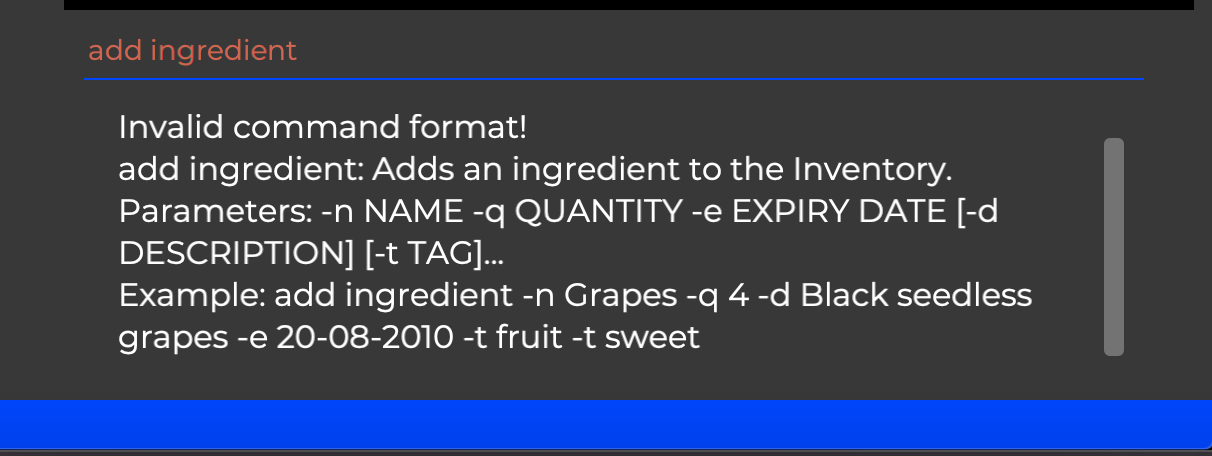 add ingredient
Invalid command format!
add ingredient: Adds an ingredient to the Inventory.
Parameters: -n NAME -q QUANTITY -e EXPIRY DATE [-d
DESCRIPTION] [-t TAG]...
Example: add ingredient -n Grapes -q 4 -d Black seedless
grapes -e 20-08-2010 -t fruit -t sweet